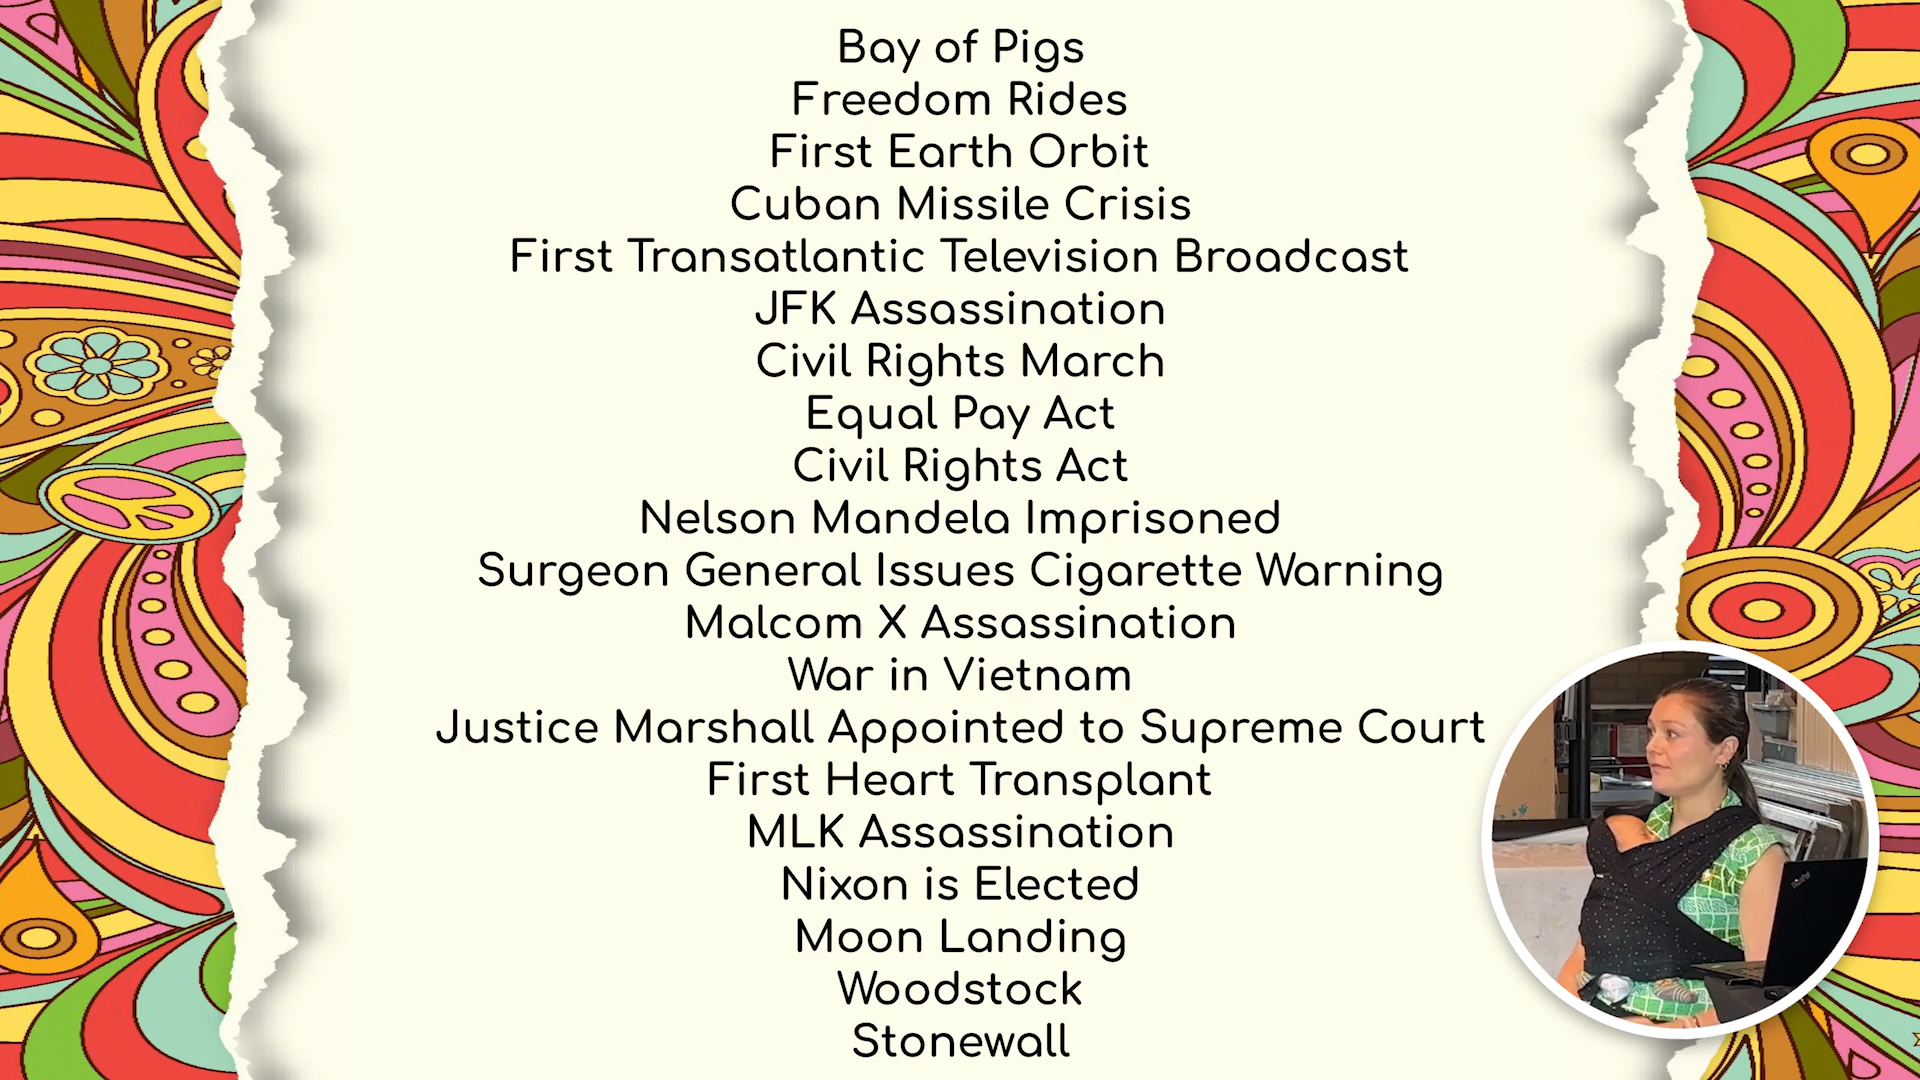 Bay of Pigs
Freedom Rides
First Earth Orbit
Cuban Missile Crisis
First Transatlantic Television Broadcast
JFK Assassination
Civil Rights March
Equal Pay Act
Civil Rights Act
Nelson Mandela Imprisoned
Surgeon General Issues Cigarette Warning
Malcom X Assassination
War in Vietnam
Justice Marshall Appointed to Supreme Court
First Heart Transplant
MLK Assassination
Nixon is Elected
Moon Landing
Woodstock
Stonewall
ThinkPad